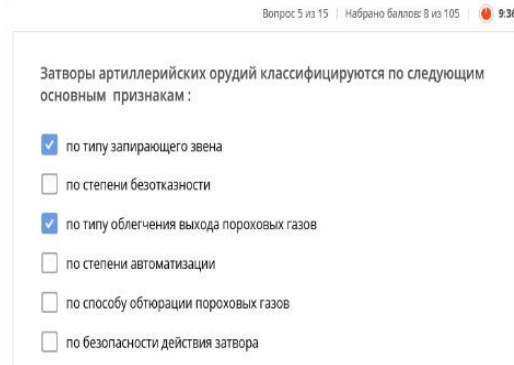 Вопрос 5 из 15 | Набрано баллов: 8 из 105 | 9:36
Затворы артиллерийских орудий классифицируются по следующим
основным признакам :
по типу запирающего звена
по степени безотказности
по типу облегчения выхода пороховых газов
по степени автоматизации
по способу обтюрации пороховых газов
по безопасности действия затвора